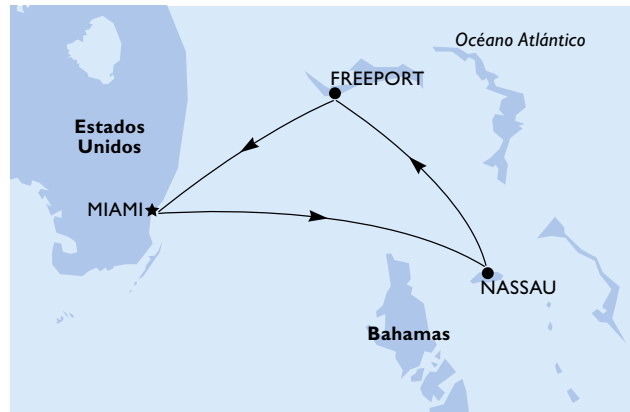 Océano Atlántico
FREEPORT
Estados
Unidos
MIAMI
NASSAU
Bahamas